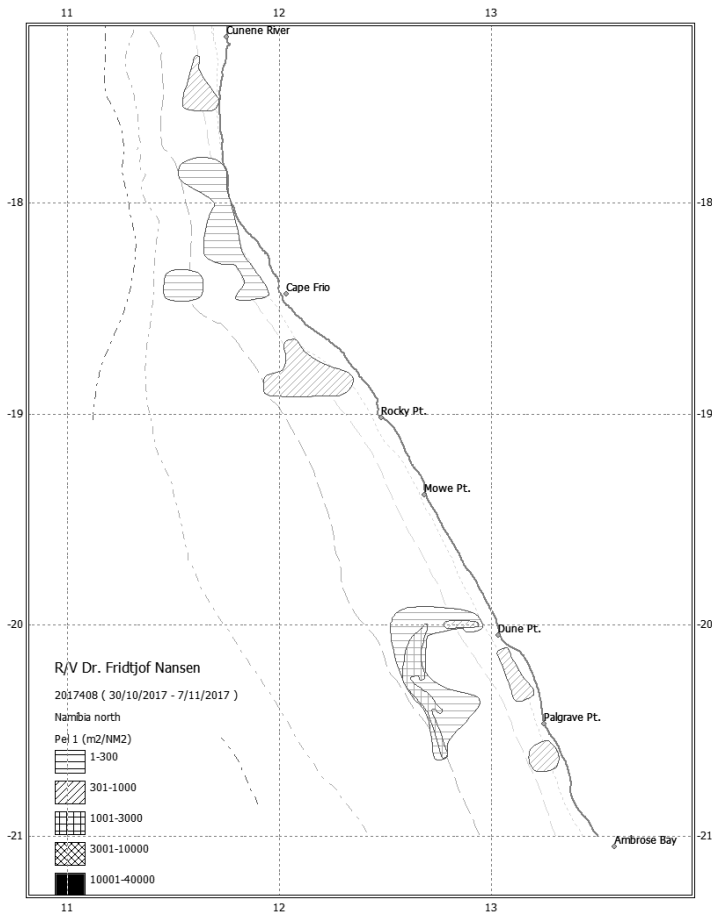 11 12 13
Cunene River
-18 -18
Cape Frio
-19 -19
Rocky Pt.
Mowe Pt.
-20 -20
Dune Pt.
R/V Dr. Fridtjof Nansen
2017408 ( 30/10/2017 - 7/11/2017 )
Namibia north
Pel 1 (m2/NM2)
1-300
301-1000
1001-3000
3001-10000
10001-40000
Palgrave Pt.
-21 -21
Ambrose Bay
11 12 13